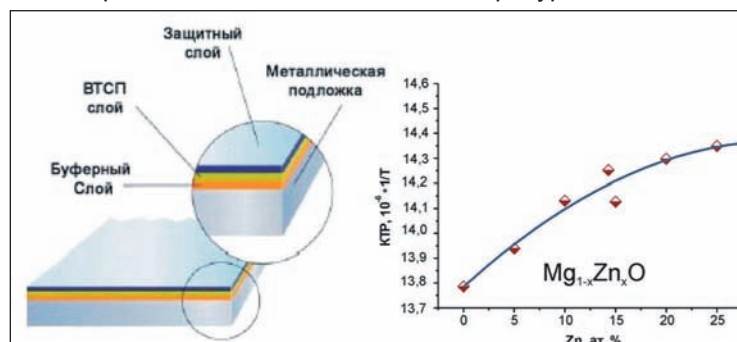 Защитный
слой
ВТСП
слой
Металлическая
подложка
Буферный
Слой
КТР, 10⁻⁶ *1/T
14,6
14,5
14,4
14,3
14,2
14,1
14,0
13,9
13,8
13,7
Mg₁₋ₓZnₓO
0
5
10
15
20
25
Zn, ат. %